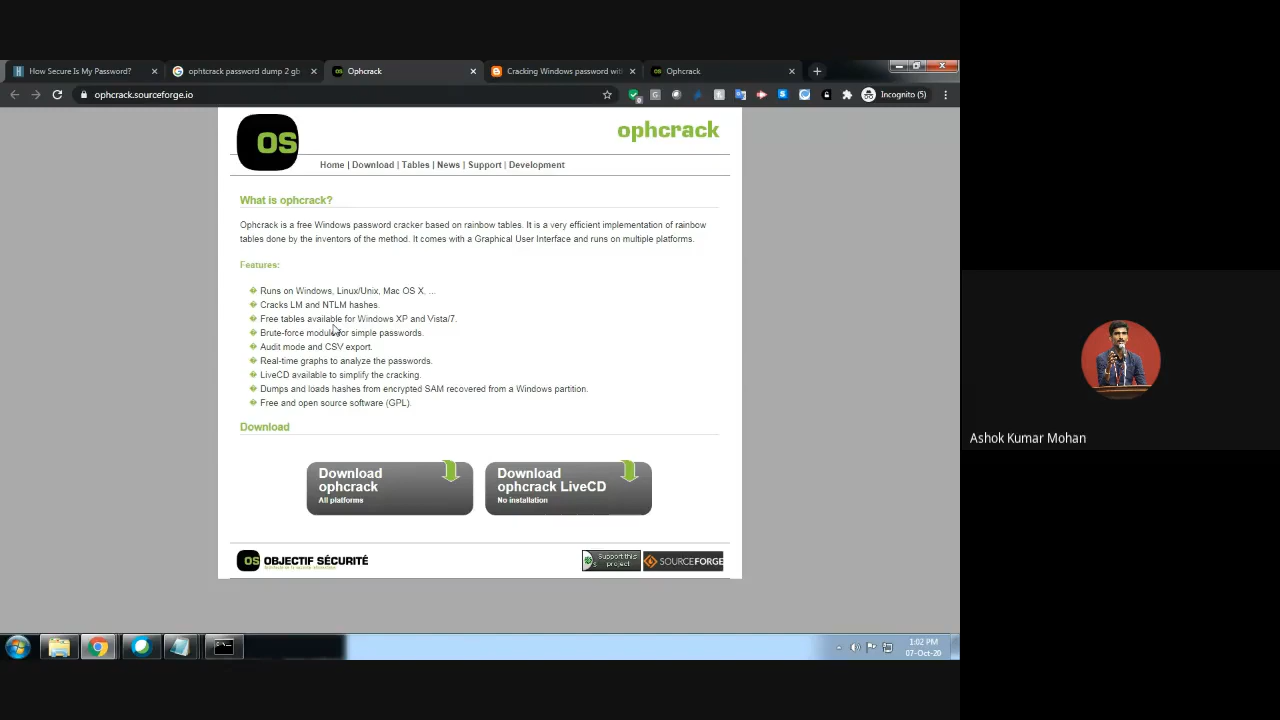 How Secure Is My Password?
ophtcrack password dump 2 gb
Ophcrack
Cracking Windows password with
Ophcrack
ophcrack.sourceforge.io
Incognito (5)
OS
ophcrack
Home | Download | Tables | News | Support | Development
What is ophcrack?
Ophcrack is a free Windows password cracker based on rainbow tables. It is a very efficient implementation of rainbow
tables done by the inventors of the method. It comes with a Graphical User Interface and runs on multiple platforms.
Features:
Runs on Windows, Linux/Unix, Mac OS X, ...
Cracks LM and NTLM hashes.
Free tables available for Windows XP and Vista/7.
Brute-force module for simple passwords.
Audit mode and CSV export.
Real-time graphs to analyze the passwords.
LiveCD available to simplify the cracking.
Dumps and loads hashes from encrypted SAM recovered from a Windows partition.
Free and open source software (GPL).
Download
Download
ophcrack
All platforms
Download
ophcrack LiveCD
No installation
OS OBJECTIF SÉCURITÉ
Support this
project
SOURCEFORGE
1:02 PM
07-Oct-20
Ashok Kumar Mohan